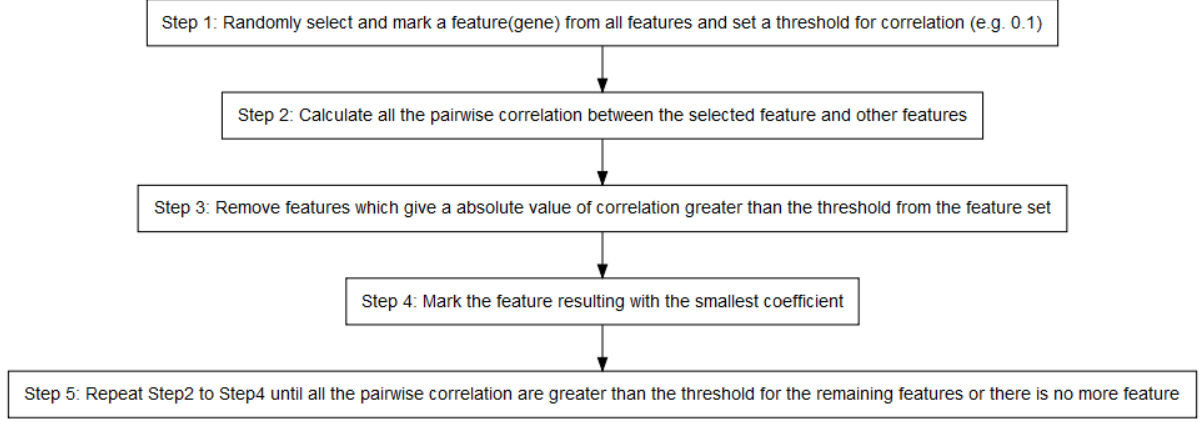 Step 1: Randomly select and mark a feature(gene) from all features and set a threshold for correlation (e.g. 0.1)
Step 2: Calculate all the pairwise correlation between the selected feature and other features
Step 3: Remove features which give a absolute value of correlation greater than the threshold from the feature set
Step 4: Mark the feature resulting with the smallest coefficient
Step 5: Repeat Step2 to Step4 until all the pairwise correlation are greater than the threshold for the remaining features or there is no more feature